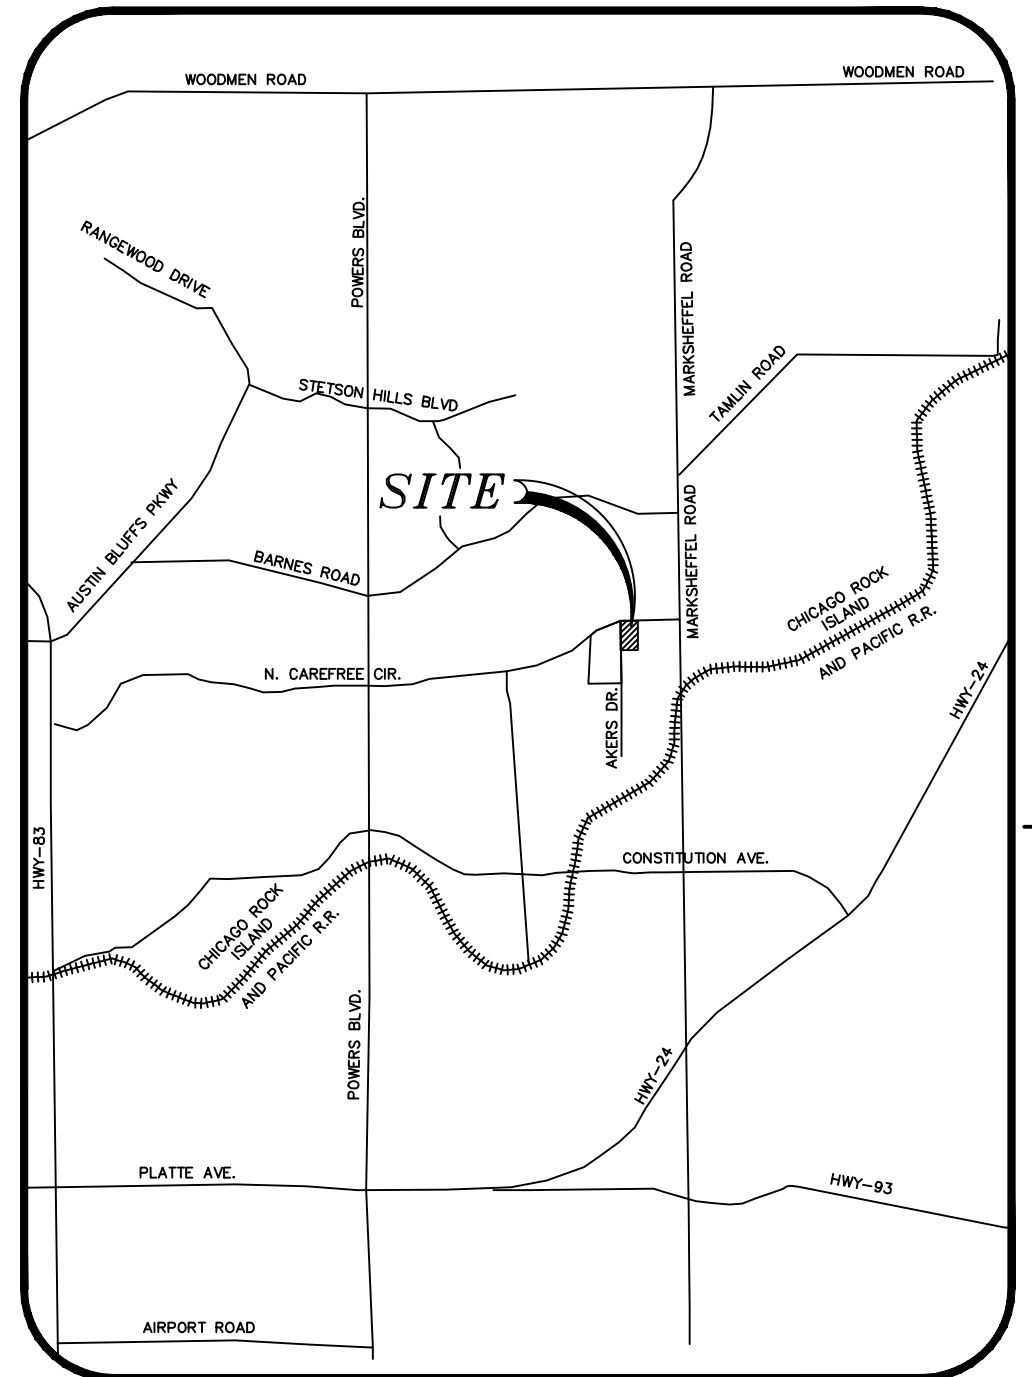 WOODMEN ROAD
WOODMEN ROAD
RANGEWOOD DRIVE
POWERS BLVD.
MARKSHEFFEL ROAD
TAMLIN ROAD
STETSON HILLS BLVD
SITE
AUSTIN BLUFFS PKWY
MARKSHEFFEL ROAD
BARNES ROAD
CHICAGO ROCK
ISLAND
AND PACIFIC R.R.
N. CAREFREE CIR.
HWY-24
AKERS DR.
HWY-83
CONSTITUTION AVE.
CHICAGO ROCK
ISLAND
AND PACIFIC R.R.
POWERS BLVD.
HWY-24
PLATTE AVE.
HWY-93
AIRPORT ROAD